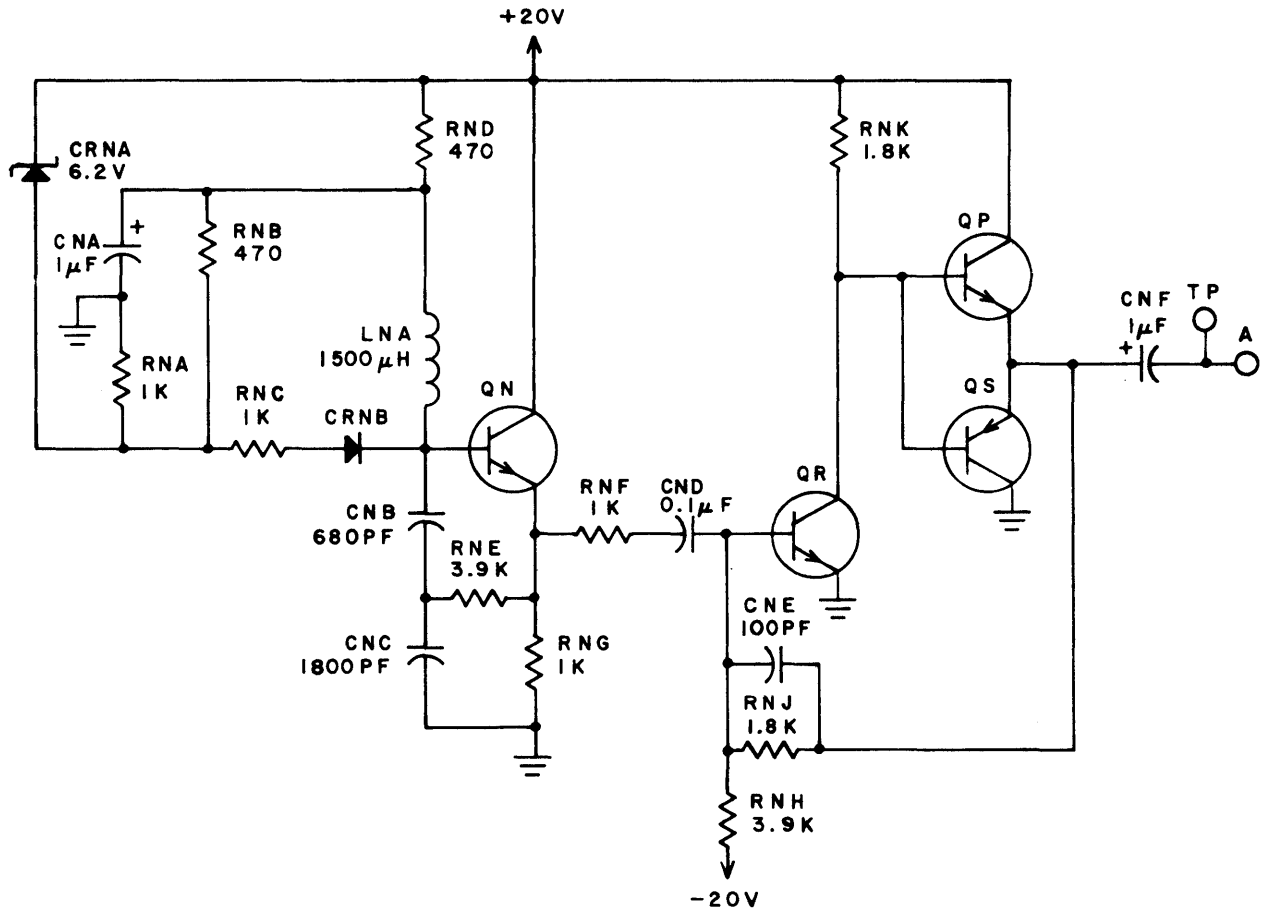 +20V
CRNA
6.2V
RND
470
RNK
1.8K
CNA
1µF
+
RNB
470
QP
LNA
1500µH
RNA
1K
RNC
1K
CRNB
QN
CNF
1µF
+
TP
A
QS
CNB
680PF
RNE
3.9K
RNF
1K
CND
0.1µF
QR
CNC
1800PF
RNG
1K
CNE
100PF
RNJ
1.8K
RNH
3.9K
-20V